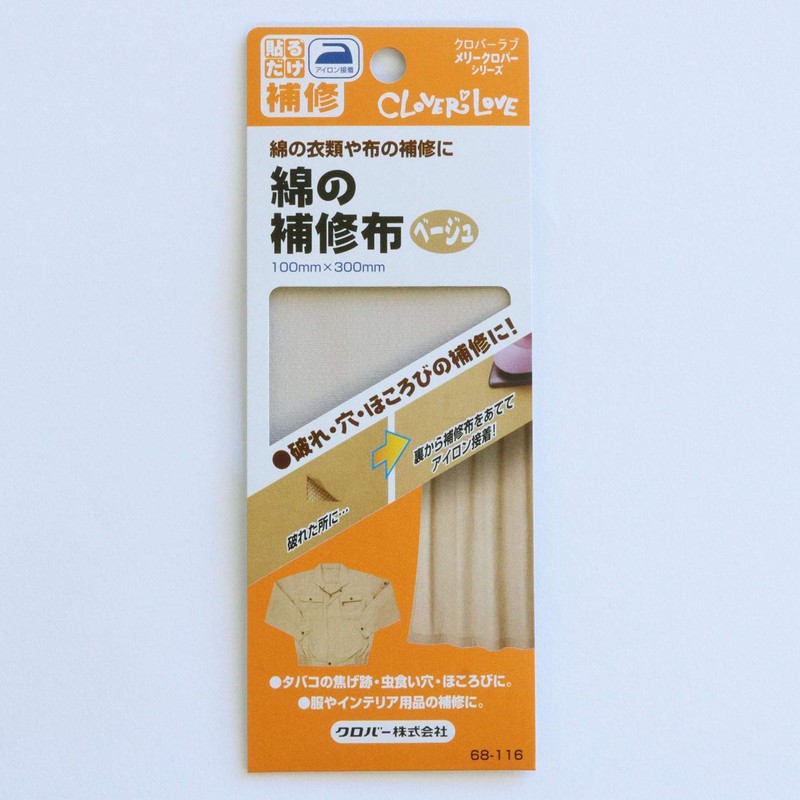 貼る
だけ
補修
アイロン接着
クロバーラブ
メリークロバー
シリーズ
CLOVER LOVE
綿の衣類や布の補修に
綿の
補修布
ベージュ
100mm×300mm
●破れ・穴・ほころびの補修に!
裏から補修布をあてて
アイロン接着!
破れた所に…
●タバコの焦げ跡・虫食い穴・ほころびに。
●服やインテリア用品の補修に。
クロバー株式会社
68-116